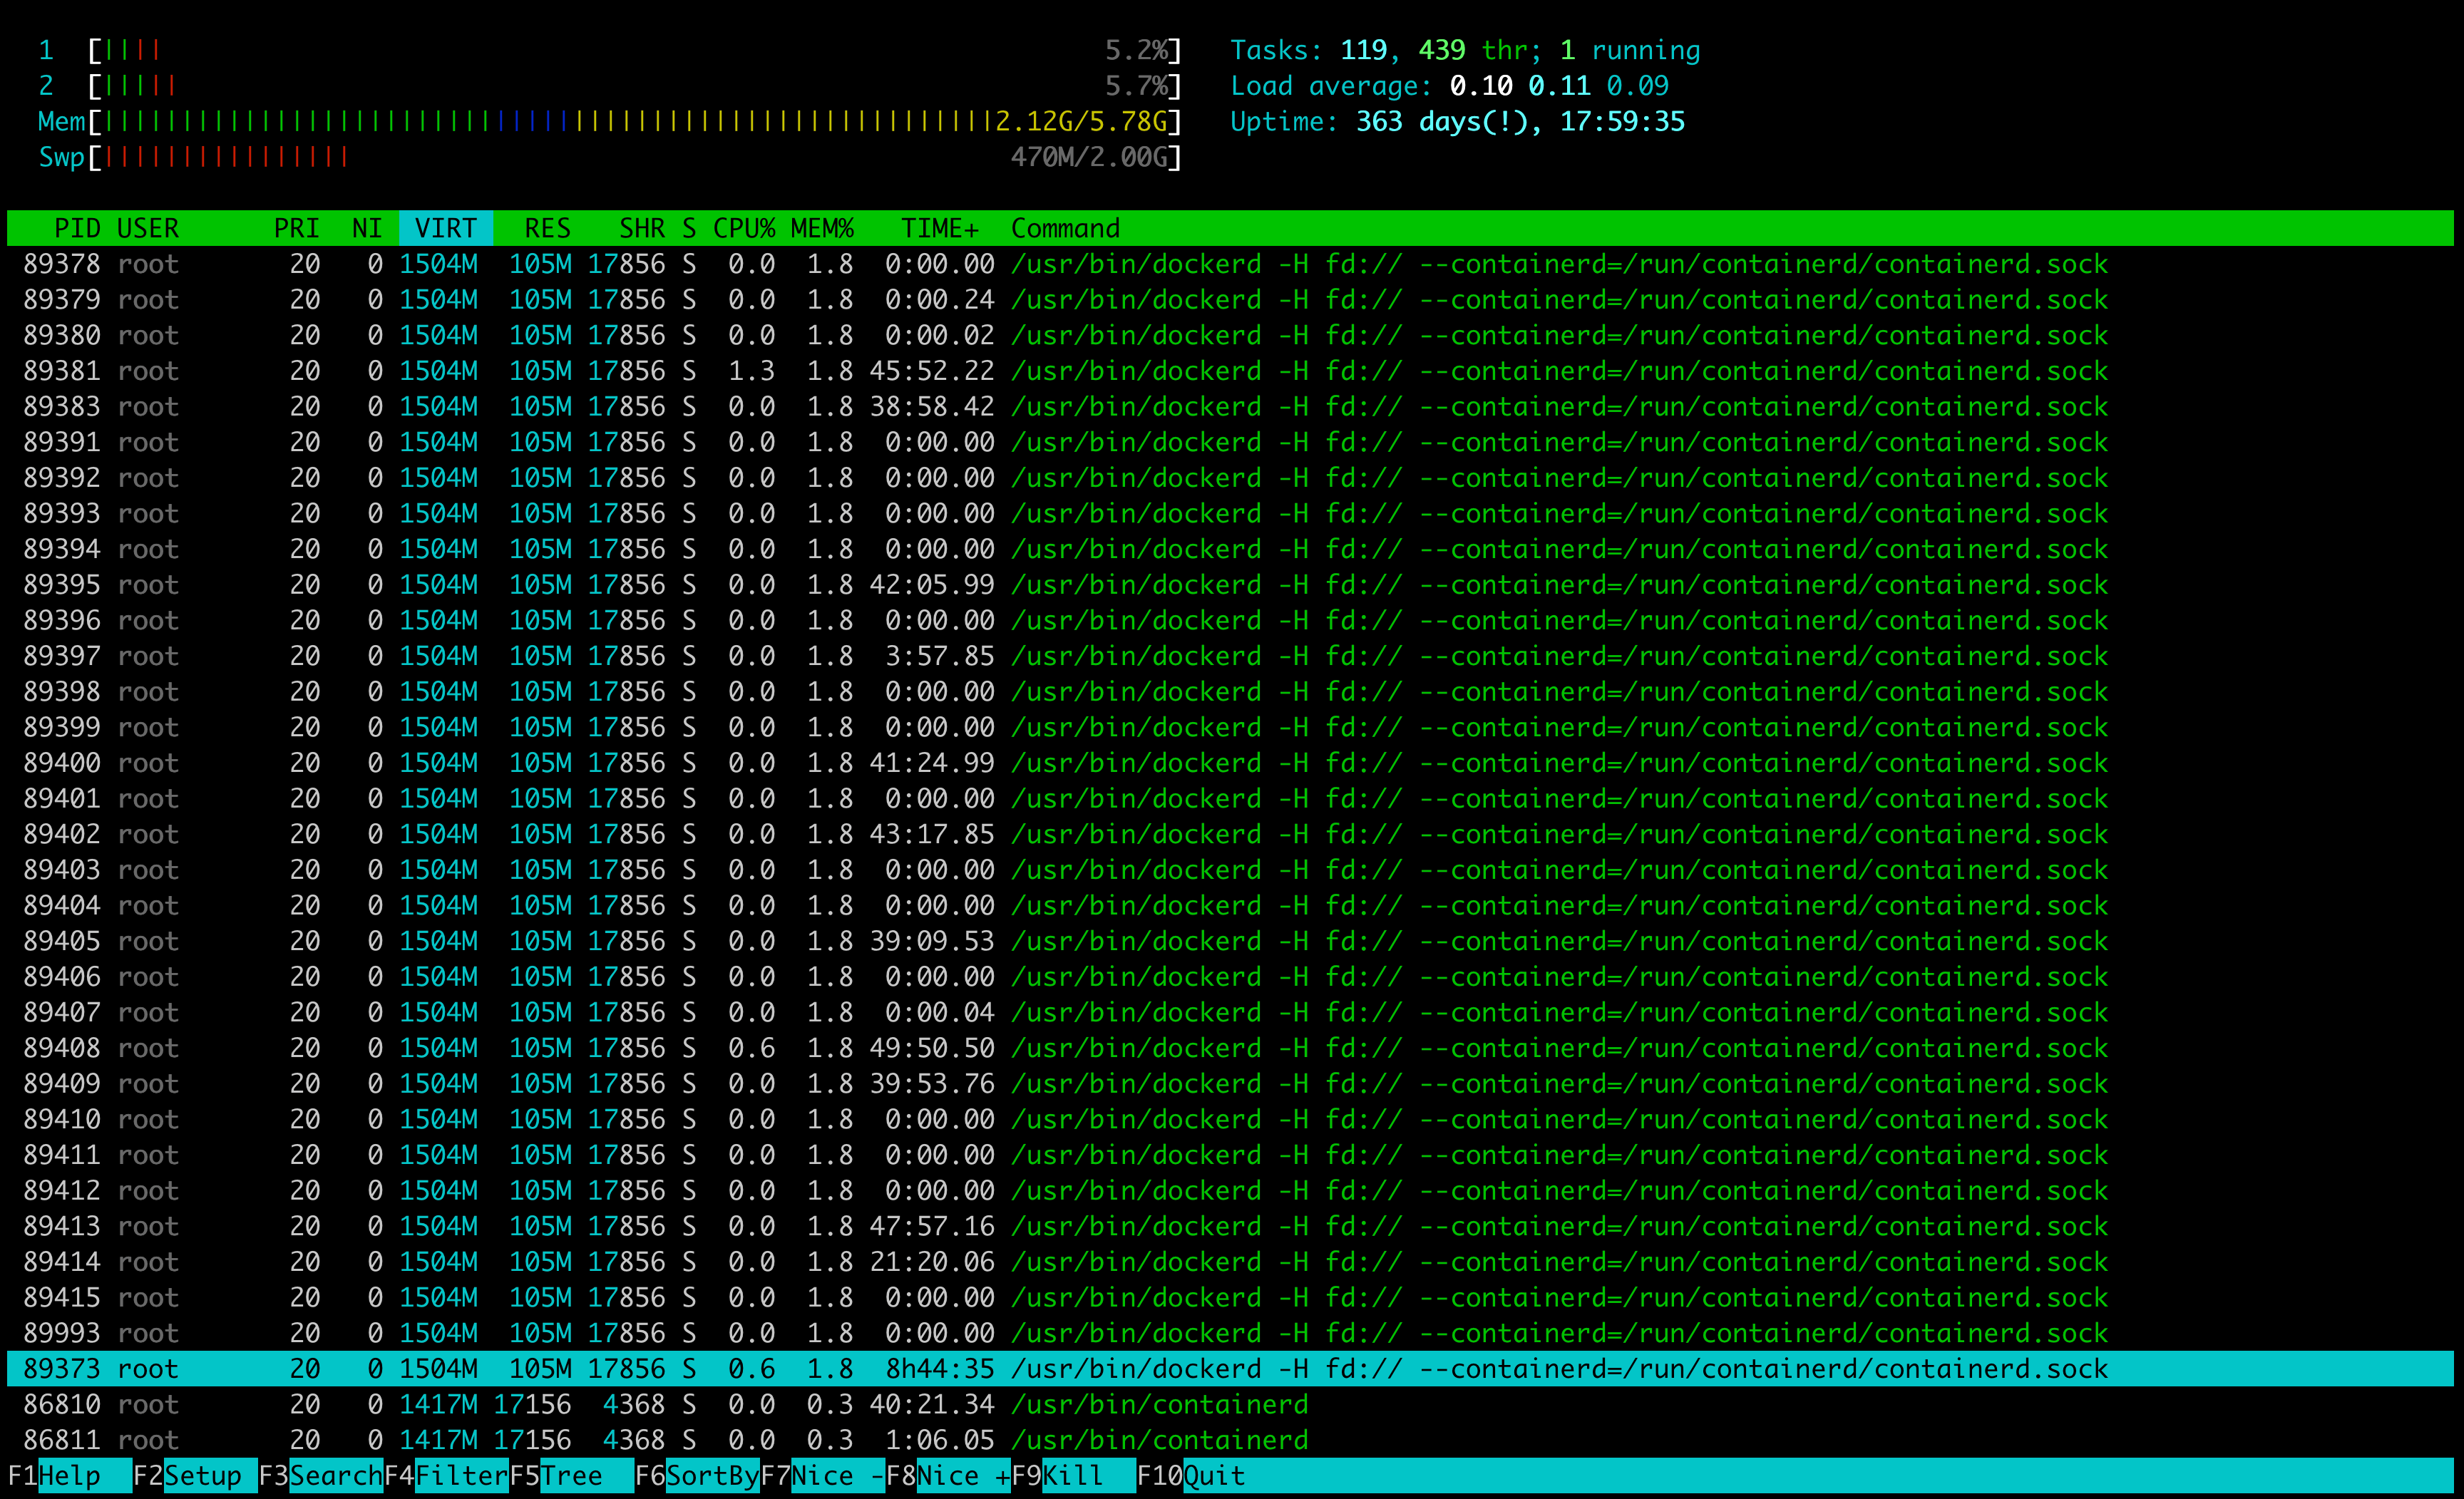 1 [|||| 5.2%] Tasks: 119, 439 thr; 1 running
2 [||||| 5.7%] Load average: 0.10 0.11 0.09
Mem[|||||||||||||||||||||||||||||||||||||||||||||||||||||||||2.12G/5.78G] Uptime: 363 days(!), 17:59:35
Swp[|||||||||||||||| 470M/2.00G]
PID USER PRI NI VIRT RES SHR S CPU% MEM% TIME+ Command
89378 root 20 0 1504M 105M 17856 S 0.0 1.8 0:00.00 /usr/bin/dockerd -H fd:// --containerd=/run/containerd/containerd.sock
89379 root 20 0 1504M 105M 17856 S 0.0 1.8 0:00.24 /usr/bin/dockerd -H fd:// --containerd=/run/containerd/containerd.sock
89380 root 20 0 1504M 105M 17856 S 0.0 1.8 0:00.02 /usr/bin/dockerd -H fd:// --containerd=/run/containerd/containerd.sock
89381 root 20 0 1504M 105M 17856 S 1.3 1.8 45:52.22 /usr/bin/dockerd -H fd:// --containerd=/run/containerd/containerd.sock
89383 root 20 0 1504M 105M 17856 S 0.0 1.8 38:58.42 /usr/bin/dockerd -H fd:// --containerd=/run/containerd/containerd.sock
89391 root 20 0 1504M 105M 17856 S 0.0 1.8 0:00.00 /usr/bin/dockerd -H fd:// --containerd=/run/containerd/containerd.sock
89392 root 20 0 1504M 105M 17856 S 0.0 1.8 0:00.00 /usr/bin/dockerd -H fd:// --containerd=/run/containerd/containerd.sock
89393 root 20 0 1504M 105M 17856 S 0.0 1.8 0:00.00 /usr/bin/dockerd -H fd:// --containerd=/run/containerd/containerd.sock
89394 root 20 0 1504M 105M 17856 S 0.0 1.8 0:00.00 /usr/bin/dockerd -H fd:// --containerd=/run/containerd/containerd.sock
89395 root 20 0 1504M 105M 17856 S 0.0 1.8 42:05.99 /usr/bin/dockerd -H fd:// --containerd=/run/containerd/containerd.sock
89396 root 20 0 1504M 105M 17856 S 0.0 1.8 0:00.00 /usr/bin/dockerd -H fd:// --containerd=/run/containerd/containerd.sock
89397 root 20 0 1504M 105M 17856 S 0.0 1.8 3:57.85 /usr/bin/dockerd -H fd:// --containerd=/run/containerd/containerd.sock
89398 root 20 0 1504M 105M 17856 S 0.0 1.8 0:00.00 /usr/bin/dockerd -H fd:// --containerd=/run/containerd/containerd.sock
89399 root 20 0 1504M 105M 17856 S 0.0 1.8 0:00.00 /usr/bin/dockerd -H fd:// --containerd=/run/containerd/containerd.sock
89400 root 20 0 1504M 105M 17856 S 0.0 1.8 41:24.99 /usr/bin/dockerd -H fd:// --containerd=/run/containerd/containerd.sock
89401 root 20 0 1504M 105M 17856 S 0.0 1.8 0:00.00 /usr/bin/dockerd -H fd:// --containerd=/run/containerd/containerd.sock
89402 root 20 0 1504M 105M 17856 S 0.0 1.8 43:17.85 /usr/bin/dockerd -H fd:// --containerd=/run/containerd/containerd.sock
89403 root 20 0 1504M 105M 17856 S 0.0 1.8 0:00.00 /usr/bin/dockerd -H fd:// --containerd=/run/containerd/containerd.sock
89404 root 20 0 1504M 105M 17856 S 0.0 1.8 0:00.00 /usr/bin/dockerd -H fd:// --containerd=/run/containerd/containerd.sock
89405 root 20 0 1504M 105M 17856 S 0.0 1.8 39:09.53 /usr/bin/dockerd -H fd:// --containerd=/run/containerd/containerd.sock
89406 root 20 0 1504M 105M 17856 S 0.0 1.8 0:00.00 /usr/bin/dockerd -H fd:// --containerd=/run/containerd/containerd.sock
89407 root 20 0 1504M 105M 17856 S 0.0 1.8 0:00.04 /usr/bin/dockerd -H fd:// --containerd=/run/containerd/containerd.sock
89408 root 20 0 1504M 105M 17856 S 0.6 1.8 49:50.50 /usr/bin/dockerd -H fd:// --containerd=/run/containerd/containerd.sock
89409 root 20 0 1504M 105M 17856 S 0.0 1.8 39:53.76 /usr/bin/dockerd -H fd:// --containerd=/run/containerd/containerd.sock
89410 root 20 0 1504M 105M 17856 S 0.0 1.8 0:00.00 /usr/bin/dockerd -H fd:// --containerd=/run/containerd/containerd.sock
89411 root 20 0 1504M 105M 17856 S 0.0 1.8 0:00.00 /usr/bin/dockerd -H fd:// --containerd=/run/containerd/containerd.sock
89412 root 20 0 1504M 105M 17856 S 0.0 1.8 0:00.00 /usr/bin/dockerd -H fd:// --containerd=/run/containerd/containerd.sock
89413 root 20 0 1504M 105M 17856 S 0.0 1.8 47:57.16 /usr/bin/dockerd -H fd:// --containerd=/run/containerd/containerd.sock
89414 root 20 0 1504M 105M 17856 S 0.0 1.8 21:20.06 /usr/bin/dockerd -H fd:// --containerd=/run/containerd/containerd.sock
89415 root 20 0 1504M 105M 17856 S 0.0 1.8 0:00.00 /usr/bin/dockerd -H fd:// --containerd=/run/containerd/containerd.sock
89993 root 20 0 1504M 105M 17856 S 0.0 1.8 0:00.00 /usr/bin/dockerd -H fd:// --containerd=/run/containerd/containerd.sock
89373 root 20 0 1504M 105M 17856 S 0.6 1.8 8h44:35 /usr/bin/dockerd -H fd:// --containerd=/run/containerd/containerd.sock
86810 root 20 0 1417M 17156 4368 S 0.0 0.3 40:21.34 /usr/bin/containerd
86811 root 20 0 1417M 17156 4368 S 0.0 0.3 1:06.05 /usr/bin/containerd
F1Help F2Setup F3SearchF4FilterF5Tree F6SortByF7Nice -F8Nice +F9Kill F10Quit